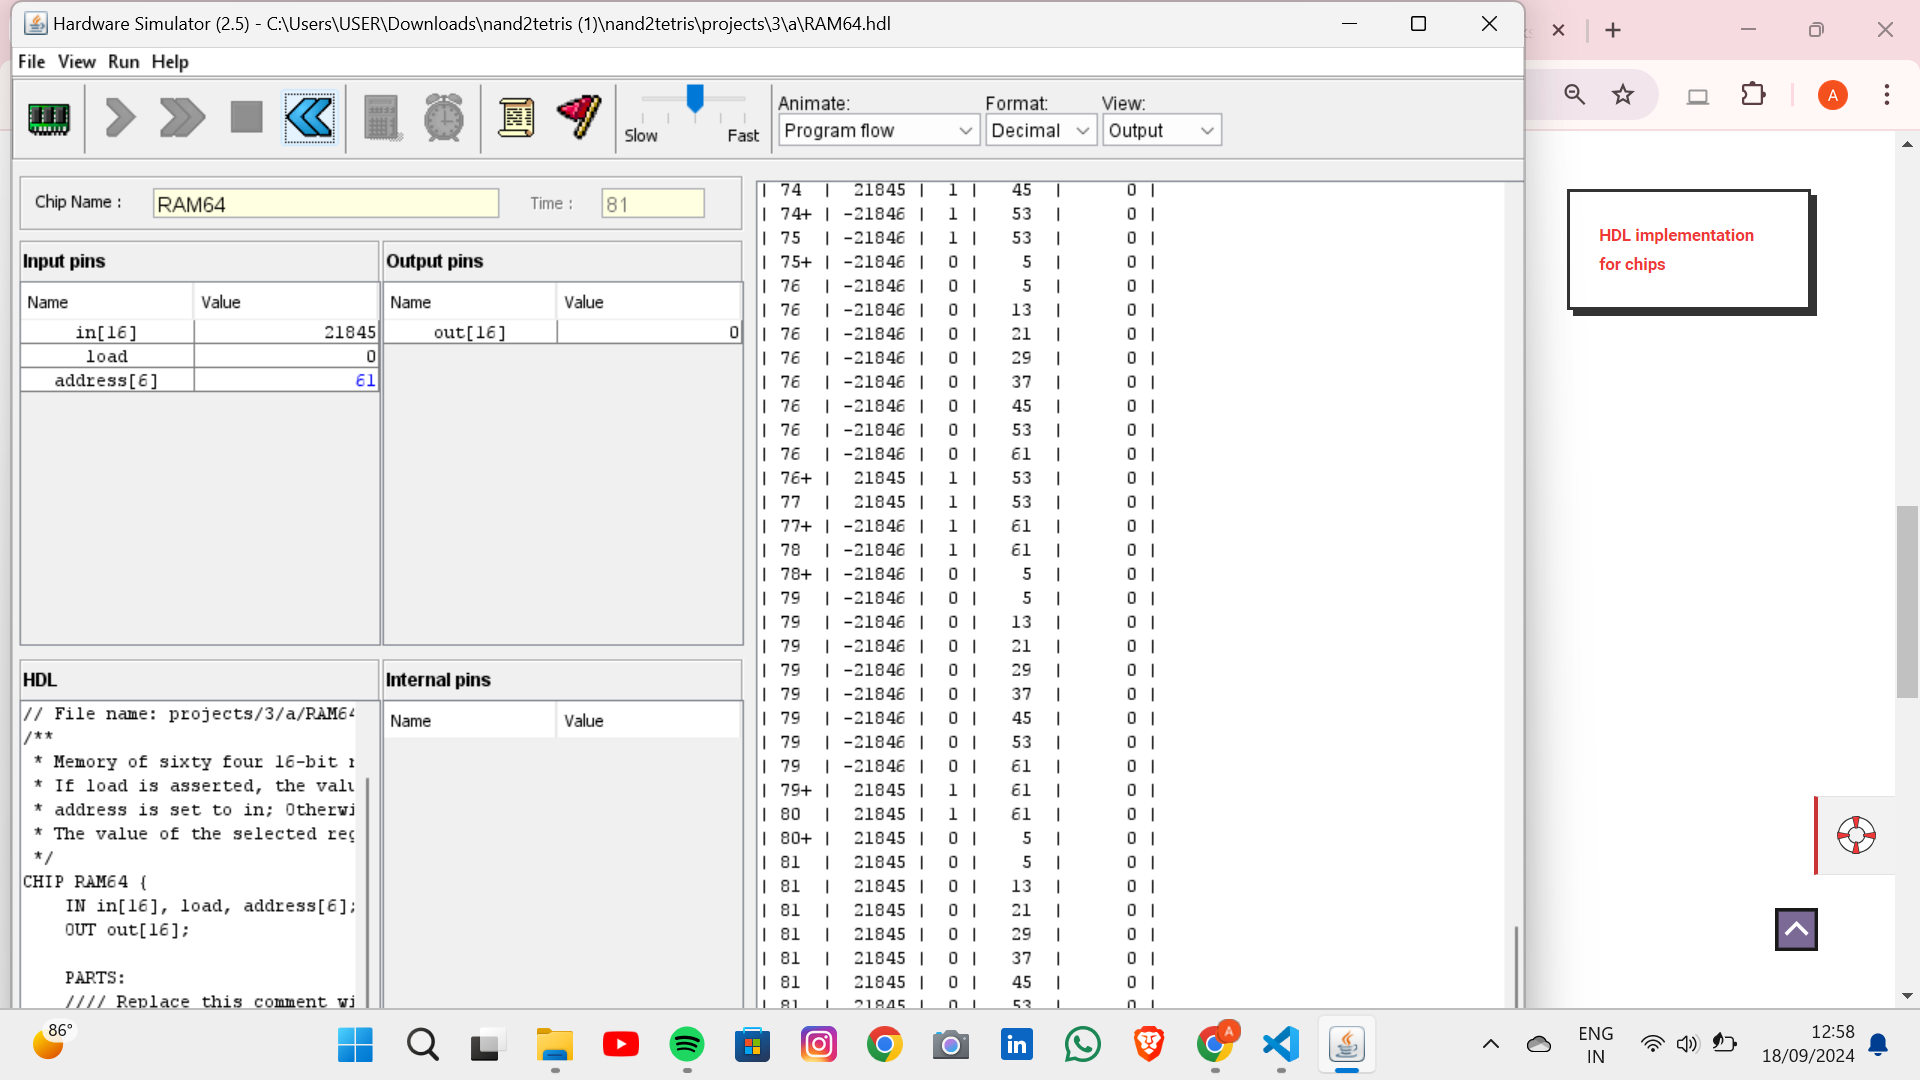 Hardware Simulator (2.5) - C:\Users\USER\Downloads\nand2tetris (1)\nand2tetris\projects\3\a\RAM64.hdl
File View Run Help
Slow Fast
Animate: Format: View:
Program flow Decimal Output
A
Chip Name : RAM64 Time : 81
Input pins Output pins
Name Value Name Value
in[16] 21845 out[16] 0
load 0
address[6] 61
HDL Internal pins
Name Value
// File name: projects/3/a/RAM64
/**
* Memory of sixty four 16-bit r
* If load is asserted, the valu
* address is set to in; Otherwi
* The value of the selected reg
*/
CHIP RAM64 {
IN in[16], load, address[6];
OUT out[16];
PARTS:
//// Replace this comment wi
| 74 | 21845 | 1 | 45 | 0 |
| 74+ | -21846 | 1 | 53 | 0 |
| 75 | -21846 | 1 | 53 | 0 |
| 75+ | -21846 | 0 | 5 | 0 |
| 76 | -21846 | 0 | 5 | 0 |
| 76 | -21846 | 0 | 13 | 0 |
| 76 | -21846 | 0 | 21 | 0 |
| 76 | -21846 | 0 | 29 | 0 |
| 76 | -21846 | 0 | 37 | 0 |
| 76 | -21846 | 0 | 45 | 0 |
| 76 | -21846 | 0 | 53 | 0 |
| 76 | -21846 | 0 | 61 | 0 |
| 76+ | 21845 | 1 | 53 | 0 |
| 77 | 21845 | 1 | 53 | 0 |
| 77+ | -21846 | 1 | 61 | 0 |
| 78 | -21846 | 1 | 61 | 0 |
| 78+ | -21846 | 0 | 5 | 0 |
| 79 | -21846 | 0 | 5 | 0 |
| 79 | -21846 | 0 | 13 | 0 |
| 79 | -21846 | 0 | 21 | 0 |
| 79 | -21846 | 0 | 29 | 0 |
| 79 | -21846 | 0 | 37 | 0 |
| 79 | -21846 | 0 | 45 | 0 |
| 79 | -21846 | 0 | 53 | 0 |
| 79 | -21846 | 0 | 61 | 0 |
| 79+ | 21845 | 1 | 61 | 0 |
| 80 | 21845 | 1 | 61 | 0 |
| 80+ | 21845 | 0 | 5 | 0 |
| 81 | 21845 | 0 | 5 | 0 |
| 81 | 21845 | 0 | 13 | 0 |
| 81 | 21845 | 0 | 21 | 0 |
| 81 | 21845 | 0 | 29 | 0 |
| 81 | 21845 | 0 | 37 | 0 |
| 81 | 21845 | 0 | 45 | 0 |
| 81 | 21845 | 0 | 53 | 0 |
HDL implementation
for chips
86°
in
A
ENG
IN
12:58
18/09/2024